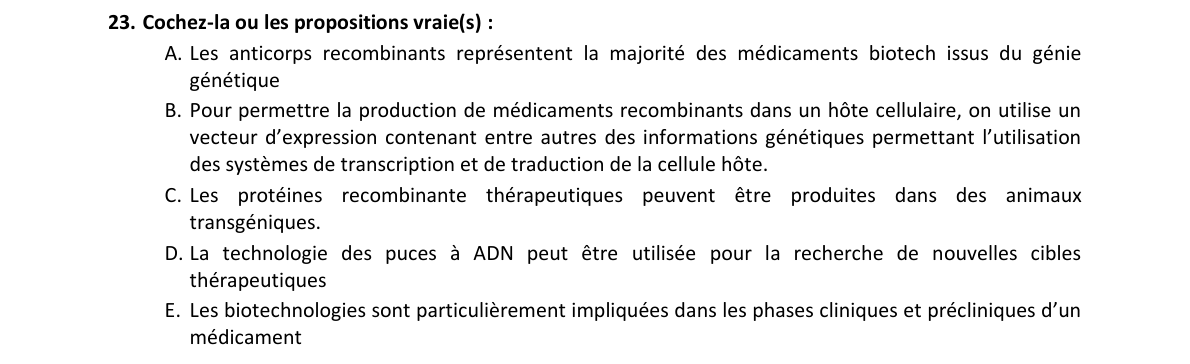 23. Cochez-la ou les propositions vraie(s) :
A. Les anticorps recombinants représentent la majorité des médicaments biotech issus du génie
génétique
B. Pour permettre la production de médicaments recombinants dans un hôte cellulaire, on utilise un
vecteur d’expression contenant entre autres des informations génétiques permettant l’utilisation
des systèmes de transcription et de traduction de la cellule hôte.
C. Les protéines recombinante thérapeutiques peuvent être produites dans des animaux
transgéniques.
D. La technologie des puces à ADN peut être utilisée pour la recherche de nouvelles cibles
thérapeutiques
E. Les biotechnologies sont particulièrement impliquées dans les phases cliniques et précliniques d’un
médicament